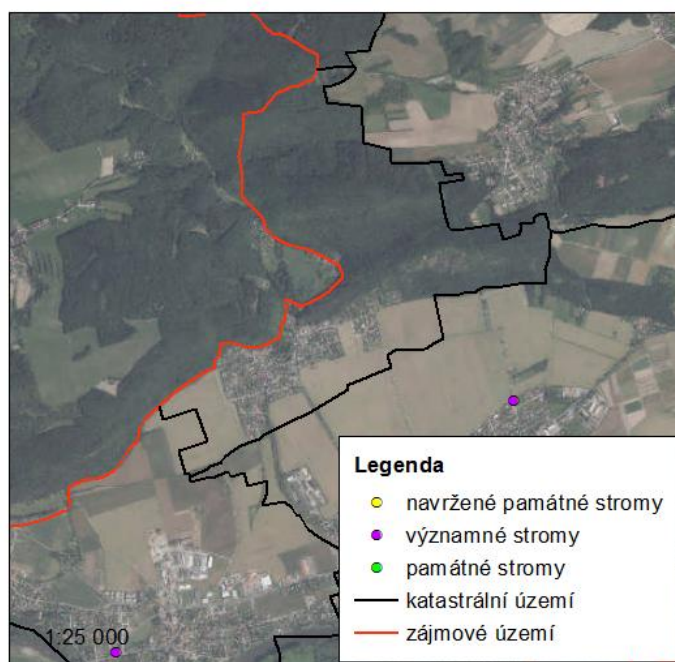 Legenda
navržené památné stromy
významné stromy
památné stromy
katastrální území
zájmové území
1:25 000